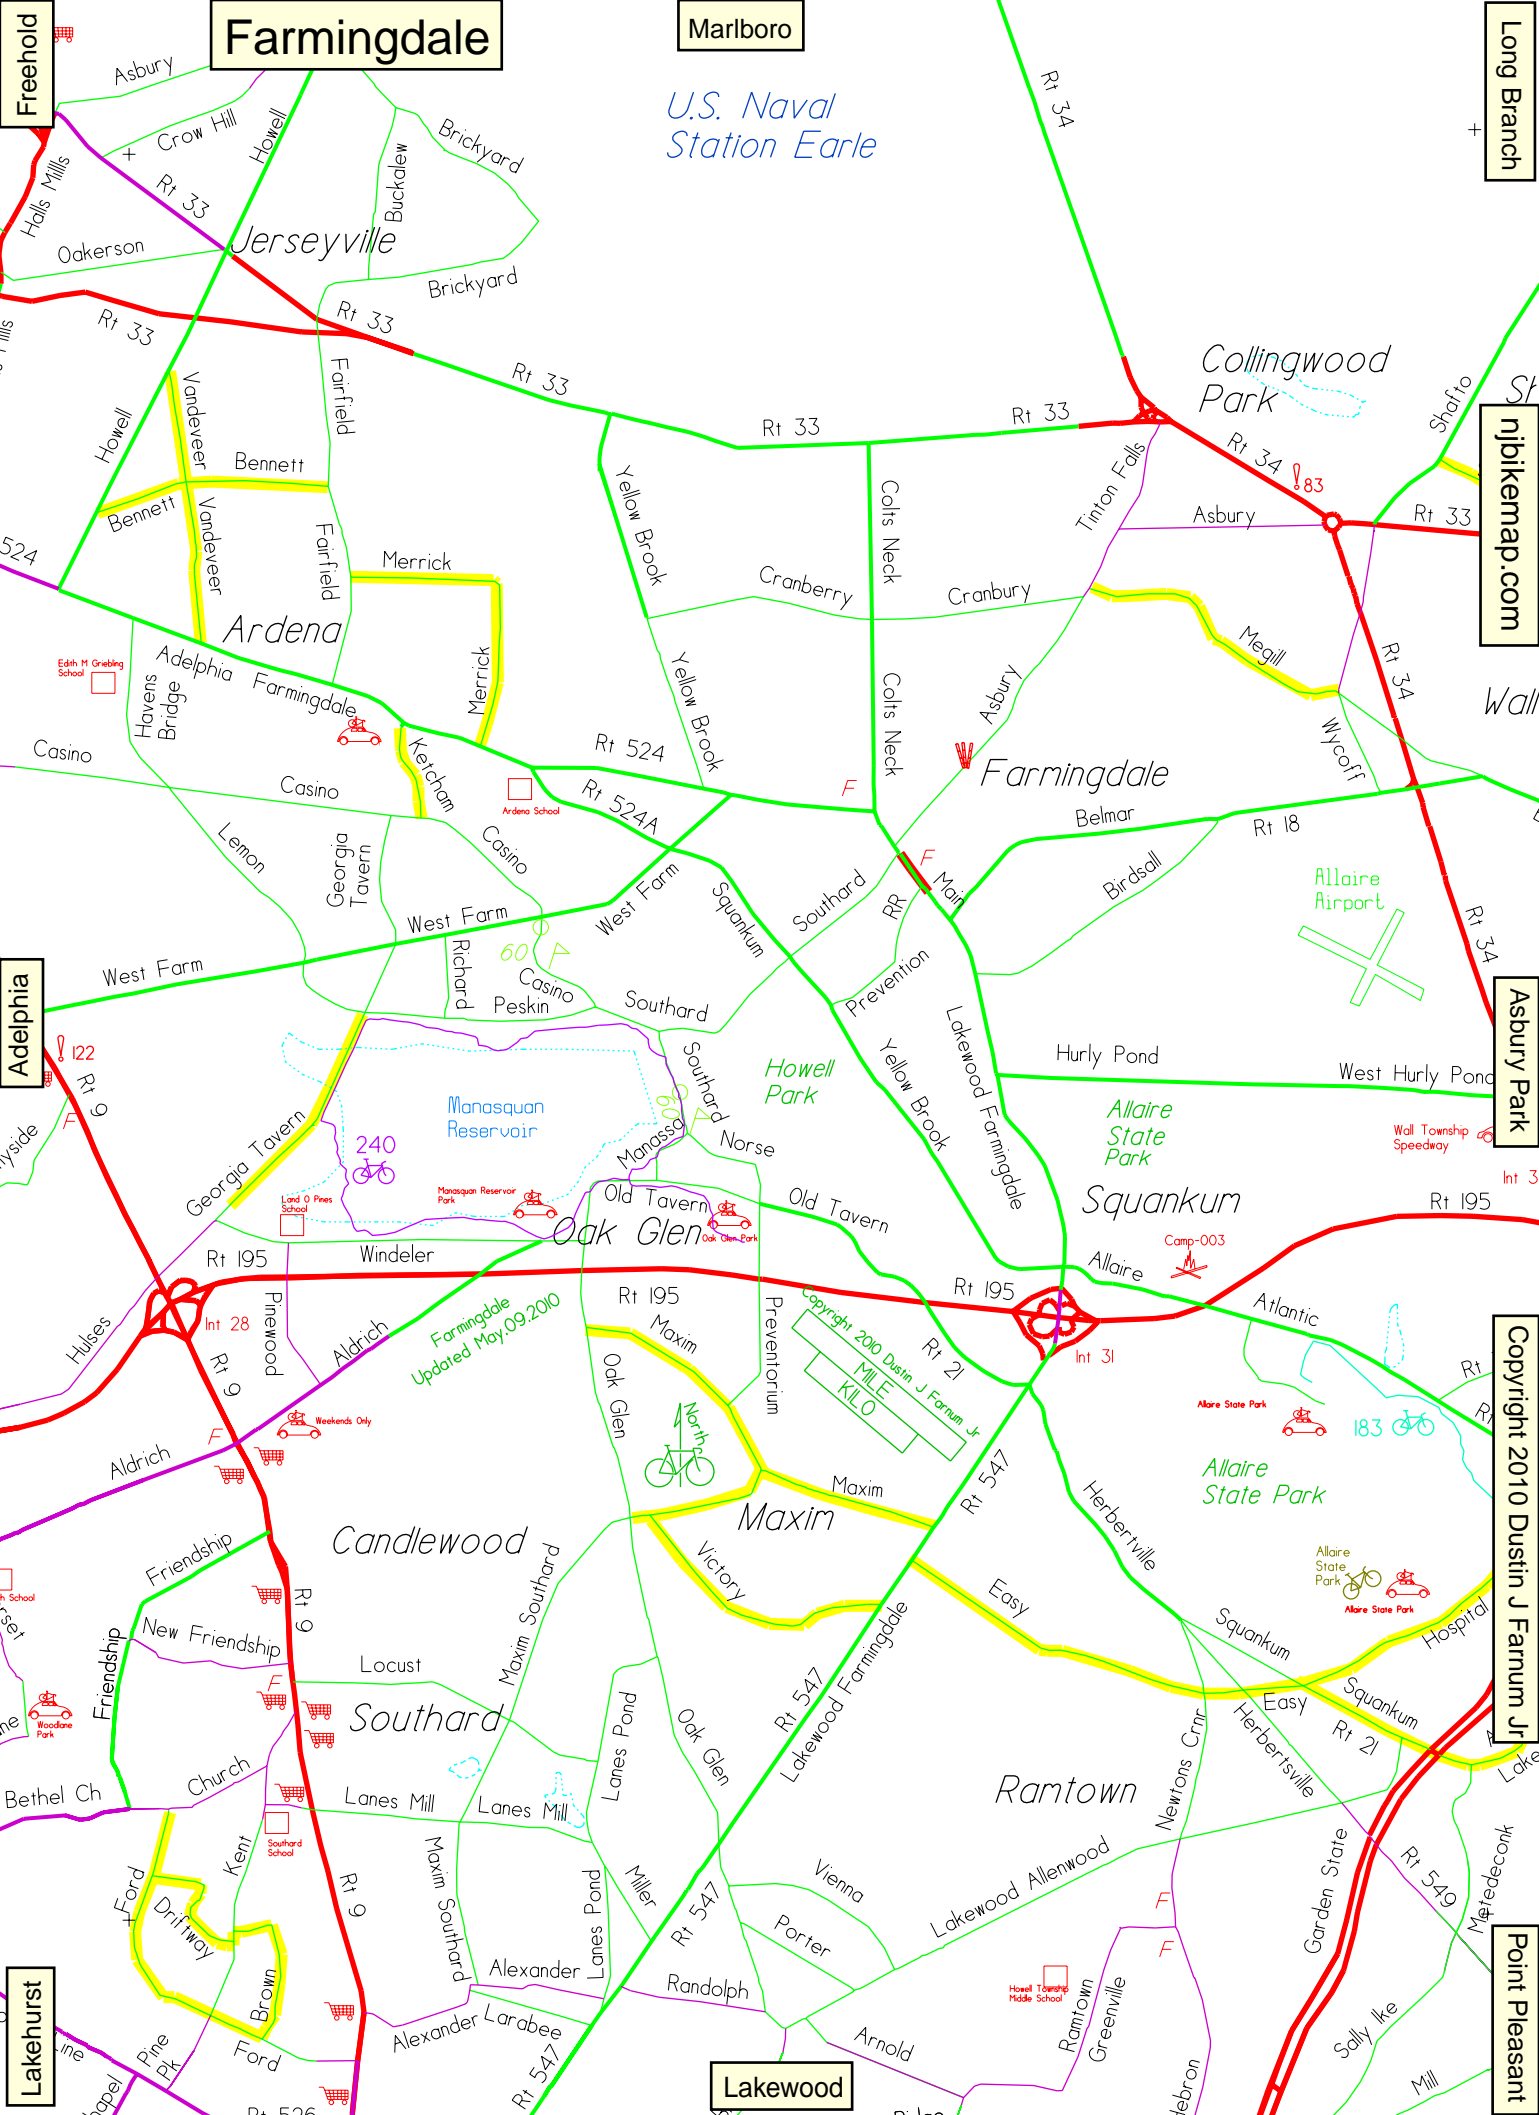 Freehold
Farmingdale
Marlboro
Long Branch
U.S. Naval
Station Earle
Asbury
Crow Hill
Howell
Buckalew
Brickyard
Rt 34
Halls Mills
Rt 33
Oakerson
Jerseyville
Brickyard
Rt 33
Rt 33
Rt 33
Collingwood
Park
Shafto
njbikemap.com
Howell
Vandeveer
Fairfield
Bennett
Bennett
Vandeveer
Fairfield
Merrick
Merrick
Rt 33
Rt 33
Rt 34
83
Rt 33
Tinton Falls
Asbury
Yellow Brook
Colts Neck
Cranberry
Cranbury
524
Ardena
Megill
Rt 34
Edith M Griebling
School
Havens
Bridge
Adelphia
Farmingdale
Yellow Brook
Colts Neck
Asbury
Wycoff
Casino
Casino
Ketcham
Rt 524
Rt 524A
Ardena School
F
Farmingdale
Belmar
Rt 18
Lemon
Georgia
Tavern
Casino
West Farm
West Farm
West Farm
Squankum
Southard
F
Main
RR
Birdsall
Allaire
Airport
Rt 34
Richard
60
Casino
Peskin
Southard
Prevention
Adelphia
122
Rt 9
F
Asbury Park
Manasquan
Reservoir
240
Southard
60
Manassa
Norse
Howell
Park
Yellow Brook
Lakewood Farmingdale
Hurly Pond
West Hurly Pond
Allaire
State
Park
Wall Township
Speedway
Georgia Tavern
Land O Pines
School
Manasquan Reservoir
Park
Old Tavern
Oak Glen Park
Oak Glen
Old Tavern
Squankum
Camp-003
Rt 195
Rt 195
Windeler
Hulses
Int 28
Pinewood
Aldrich
Farmingdale
Updated May.09.2010
Rt 195
Maxim
Preventorium
Copyright 2010 Dustin J Farnum Jr
MILE
KILO
Rt 195
Allaire
Atlantic
Int 31
Rt 21
Rt 9
Weekends Only
F
Aldrich
Oak Glen
North
Allaire State Park
183
Allaire
State Park
Copyright 2010 Dustin J Farnum Jr
Candlewood
Maxim
Maxim
Rt 547
Herbertville
Friendship
Maxim Southard
Victory
Easy
Allaire
State
Park
Allaire State Park
Hospital
Rt 9
New Friendship
Friendship
Locust
F
Southard
Lakewood Farmingdale
Rt 547
Squankum
Easy
Squankum
Rt 21
Woodlane
Park
Lanes Pond
Oak Glen
Newtons Crnr
Herbertsville
Bethel Ch
Church
Lanes Mill
Lanes Mill
Ramtown
Southard
School
Kent
Ford
Driftway
Maxim Southard
Lanes Pond
Miller
Vienna
Porter
Rt 547
Lakewood Allenwood
Garden State
Rt 549
Metedeconk
F
F
Rt 9
Brown
Alexander
Randolph
Howell Township
Middle School
Alexander
Larabee
Arnold
Ramtown
Greenville
Sally Ike
Point Pleasant
Lakehurst
Pine
Pk
Ford
Rt 547
Lakewood
Mill